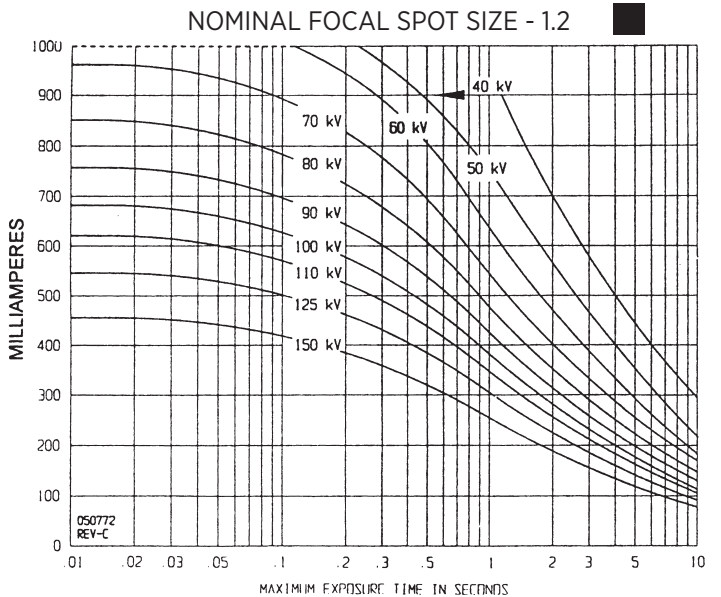 NOMINAL FOCAL SPOT SIZE - 1.2
1000
900
800
700
600
500
400
300
200
100
0
MILLIAMPERES
40 kV
60 kV
70 kV
50 kV
80 kV
90 kV
100 kV
110 kV
125 kV
150 kV
050772
REV-C
.01 .02 .03 .05 .1 .2 .3 .5 1 2 3 5 10
MAXIMUM EXPOSURE TIME IN SECONDS